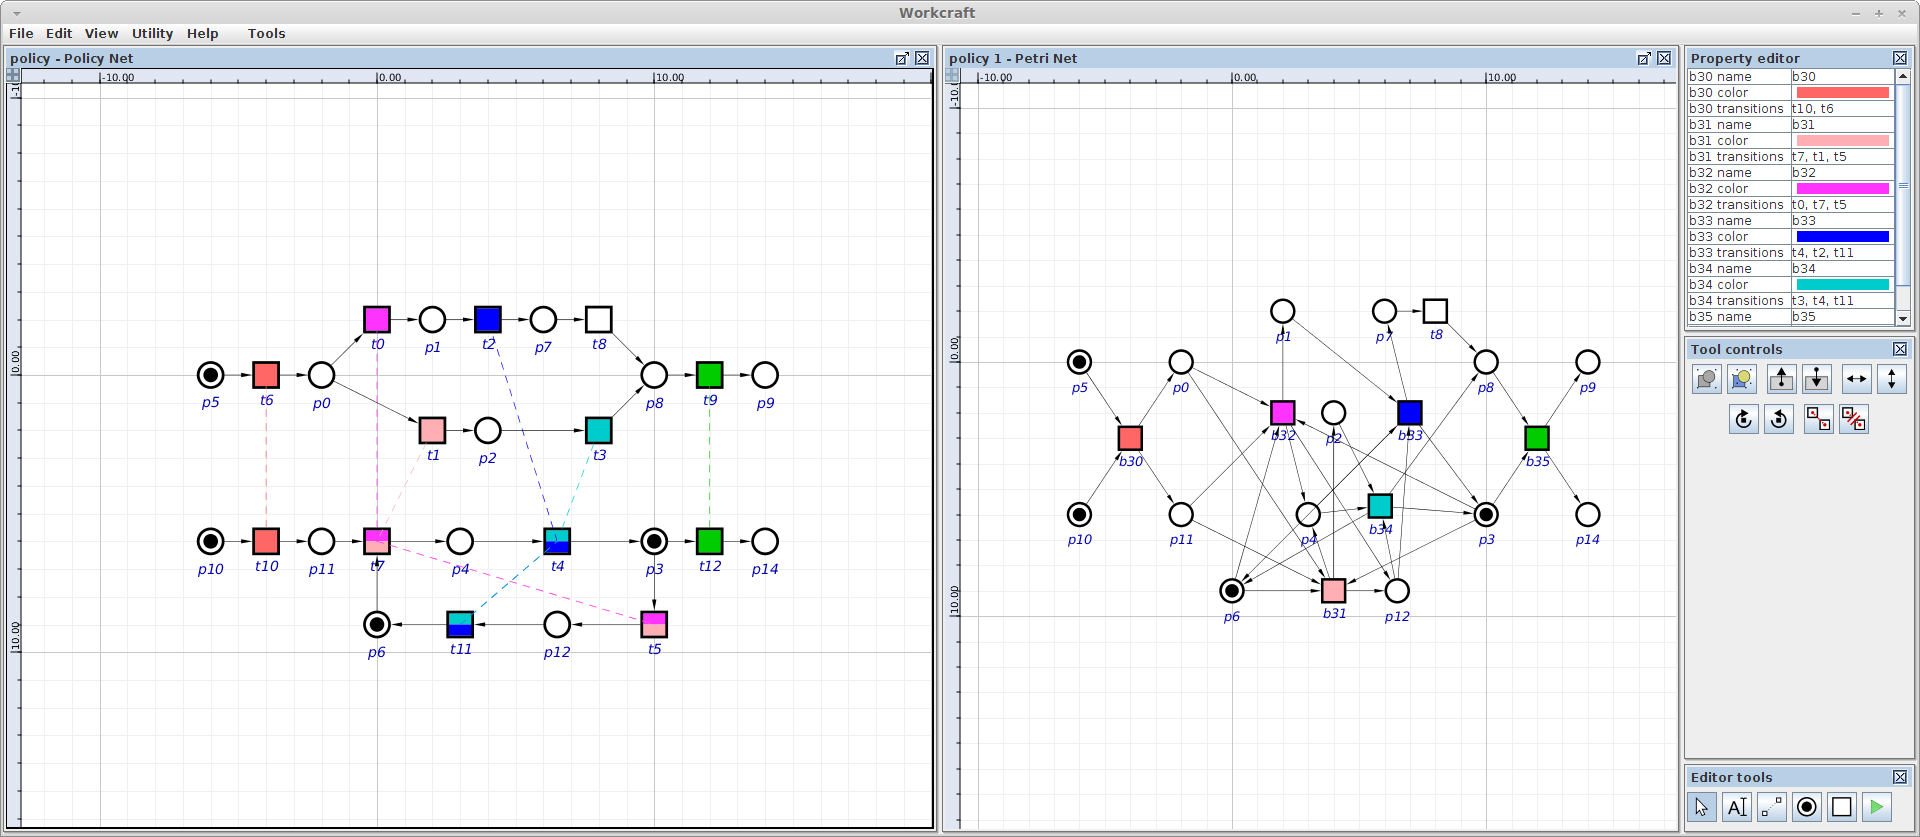 Workcraft
File Edit View Utility Help Tools
policy - Policy Net
-10.00 0.00 10.00
0.00
10.00
t0 p1 t2 p7 t8
p5 t6 p0 p8 t9 p9
t1 p2 t3
p10 t10 p11 t7 p4 t4 p3 t12 p14
p6 t11 p12 t5
policy 1 - Petri Net
-10.00 0.00 10.00
-10.00
0.00
10.00
p1 p7 t8
p5 p0 p8 p9
b32 p2 b33
b30 b35
p10 p11 p4 b34 p3 p14
p6 b31 p12
Property editor
b30 name b30
b30 color
b30 transitions t10, t6
b31 name b31
b31 color
b31 transitions t7, t1, t5
b32 name b32
b32 color
b32 transitions t0, t7, t5
b33 name b33
b33 color
b33 transitions t4, t2, t11
b34 name b34
b34 color
b34 transitions t3, t4, t11
b35 name b35
Tool controls
Editor tools
AI